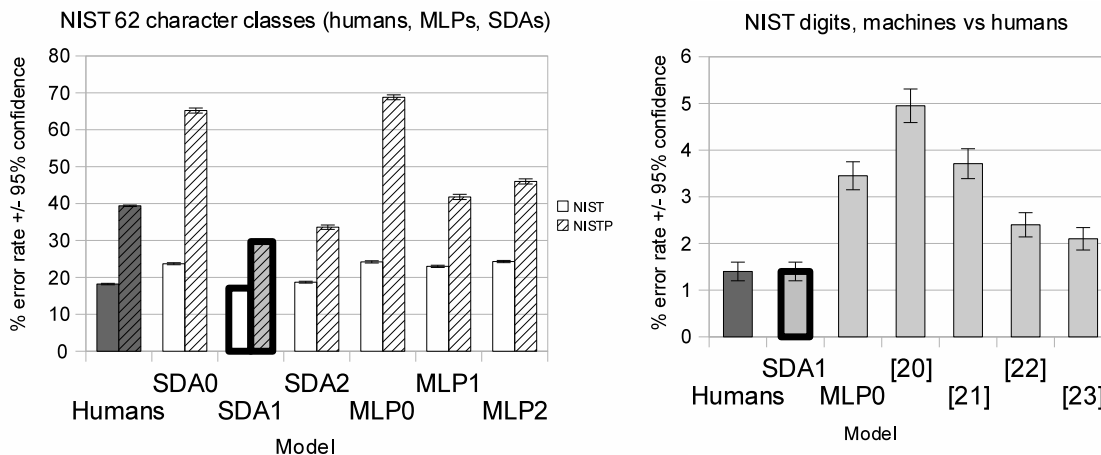 NIST 62 character classes (humans, MLPs, SDAs)
% error rate +/- 95% confidence
80
70
60
50
40
30
20
10
0
Humans
SDA0
SDA1
SDA2
MLP0
MLP1
MLP2
Model
NIST
NISTP
NIST digits, machines vs humans
% error rate +/- 95% confidence
6
5
4
3
2
1
0
Humans
SDA1
MLP0
[20]
[21]
[22]
[23]
Model